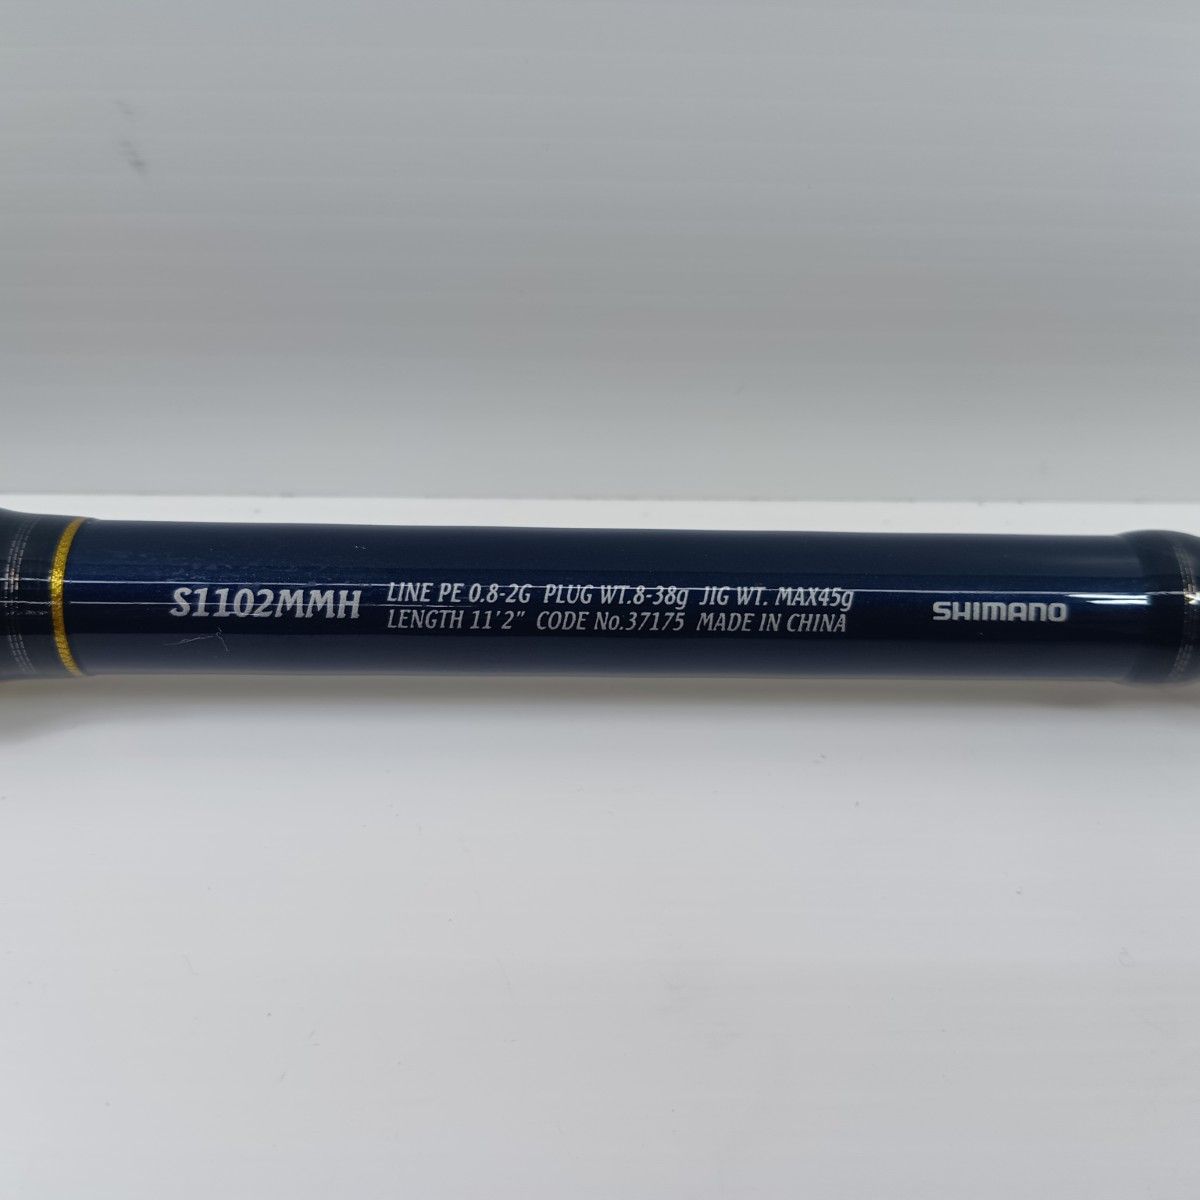 S1102MMH
LINE PE 0.8-2G PLUG WT.8-38g JIG WT. MAX45g
LENGTH 11'2" CODE No.37175 MADE IN CHINA
SHIMANO